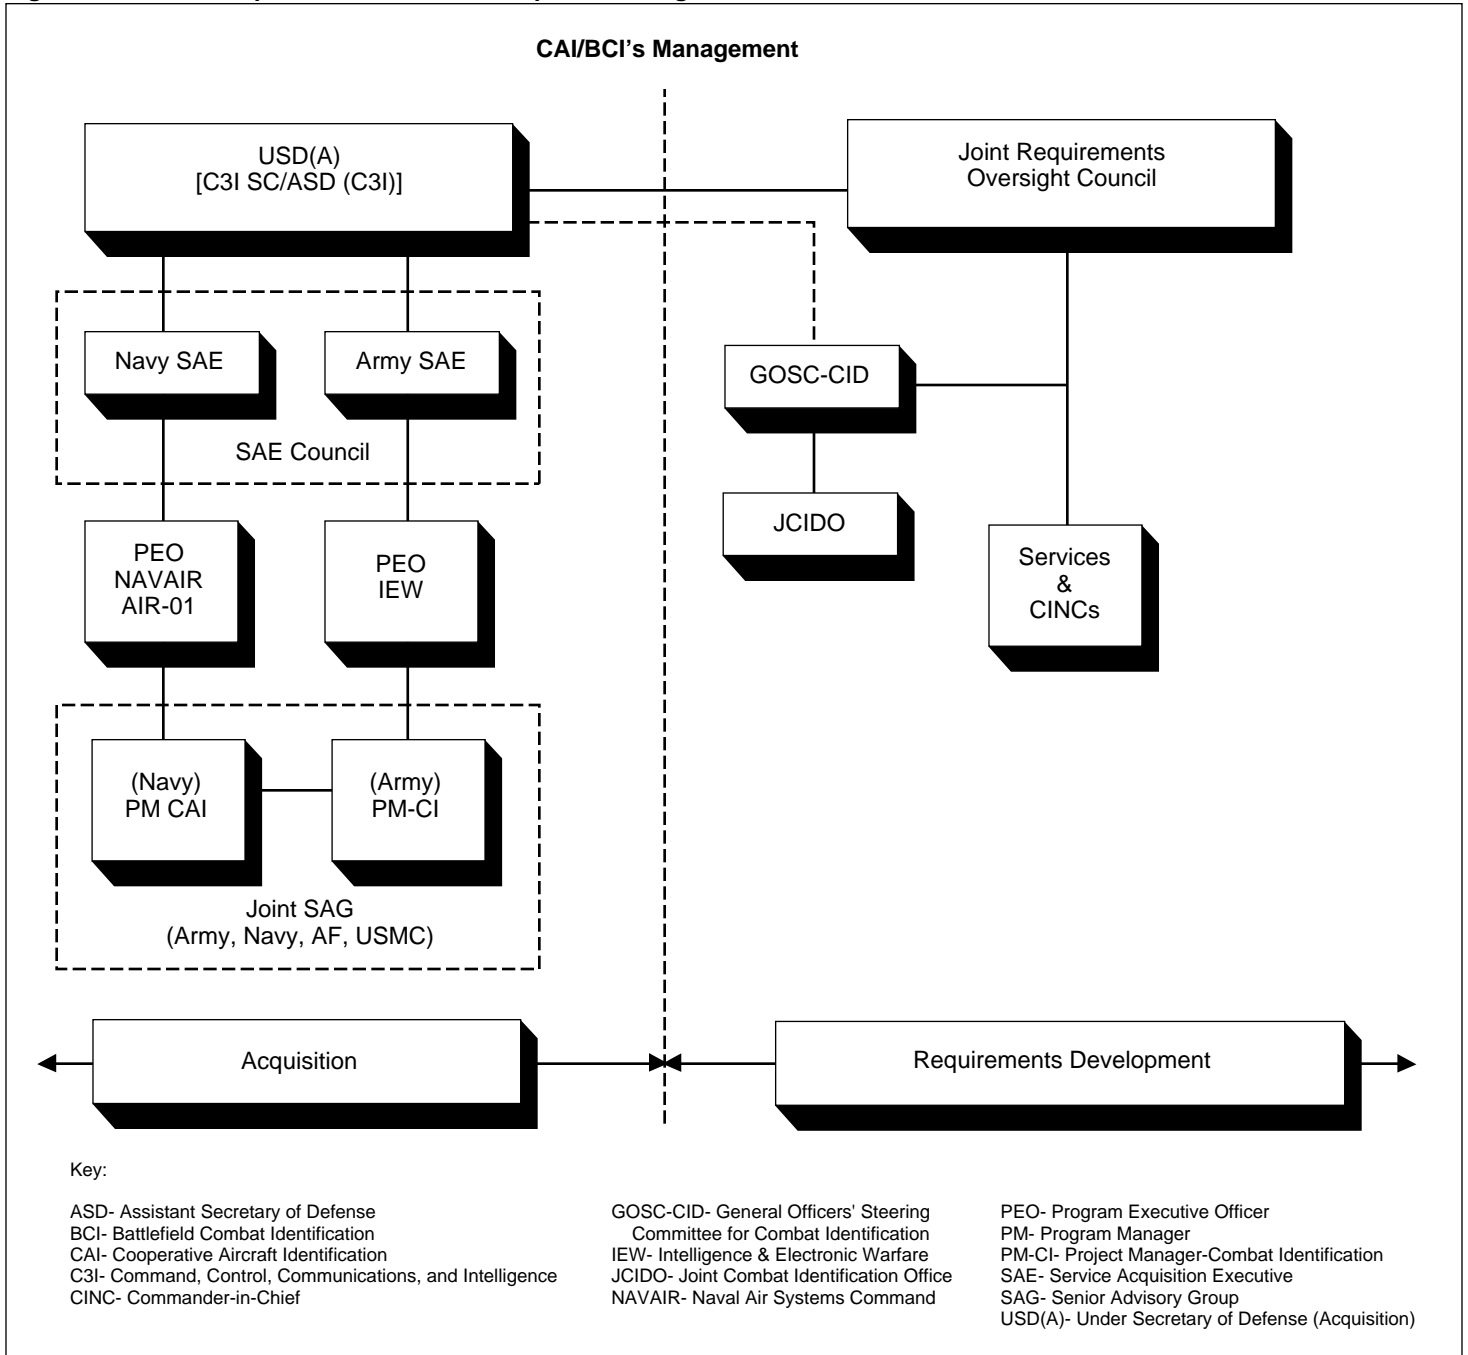 CAI/BCI's Management
USD(A)
[C3I SC/ASD (C3I)]
Joint Requirements
Oversight Council
Navy SAE
Army SAE
SAE Council
GOSC-CID
JCIDO
PEO
NAVAIR
AIR-01
PEO
IEW
Services
&
CINCs
(Navy)
PM CAI
(Army)
PM-CI
Joint SAG
(Army, Navy, AF, USMC)
Acquisition
Requirements Development
Key:
ASD- Assistant Secretary of Defense
BCI- Battlefield Combat Identification
CAI- Cooperative Aircraft Identification
C3I- Command, Control, Communications, and Intelligence
CINC- Commander-in-Chief
GOSC-CID- General Officers' Steering
Committee for Combat Identification
IEW- Intelligence & Electronic Warfare
JCIDO- Joint Combat Identification Office
NAVAIR- Naval Air Systems Command
PEO- Program Executive Officer
PM- Program Manager
PM-CI- Project Manager-Combat Identification
SAE- Service Acquisition Executive
SAG- Senior Advisory Group
USD(A)- Under Secretary of Defense (Acquisition)